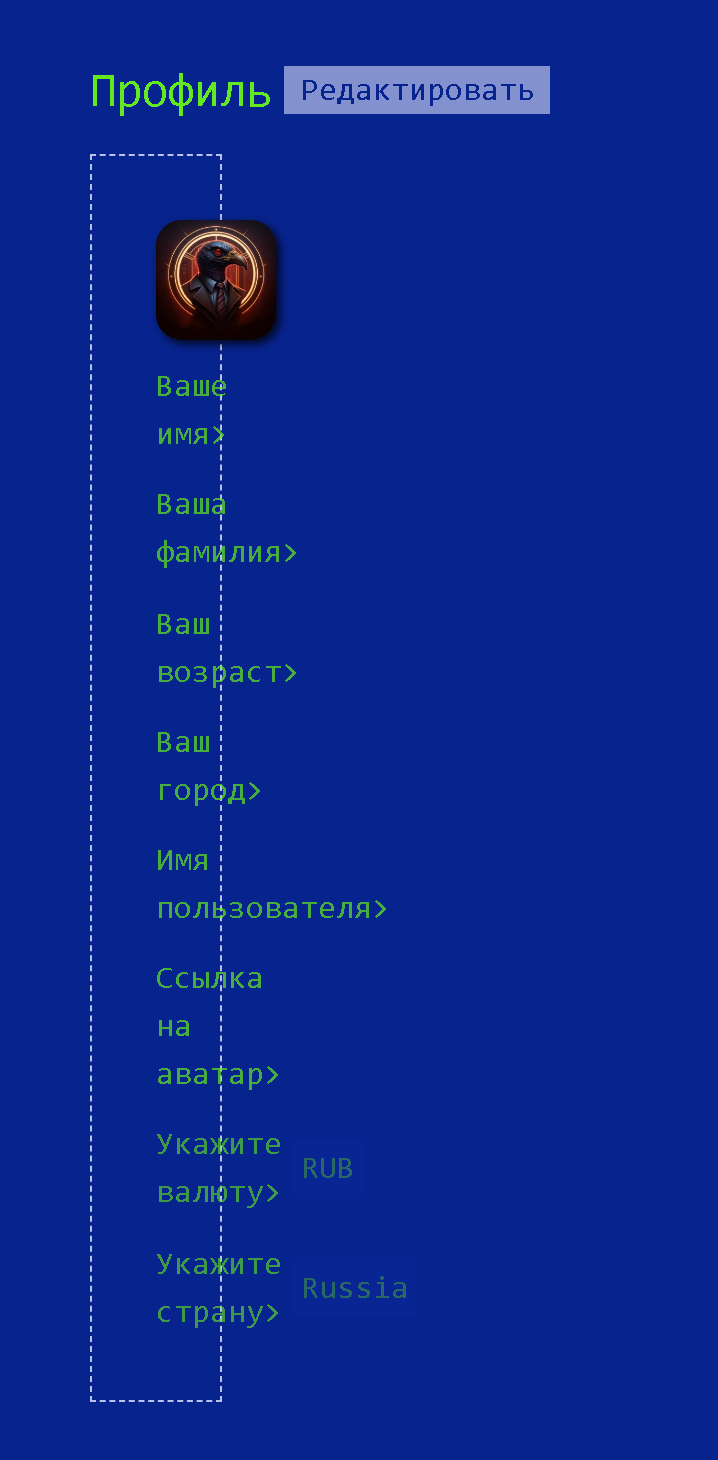 Профиль Редактировать
Ваше
имя>
Ваша
фамилия>
Ваш
возраст>
Ваш
город>
Имя
пользователя>
Ссылка
на
аватар>
Укажите
валюту>
RUB
Укажите
страну>
Russia